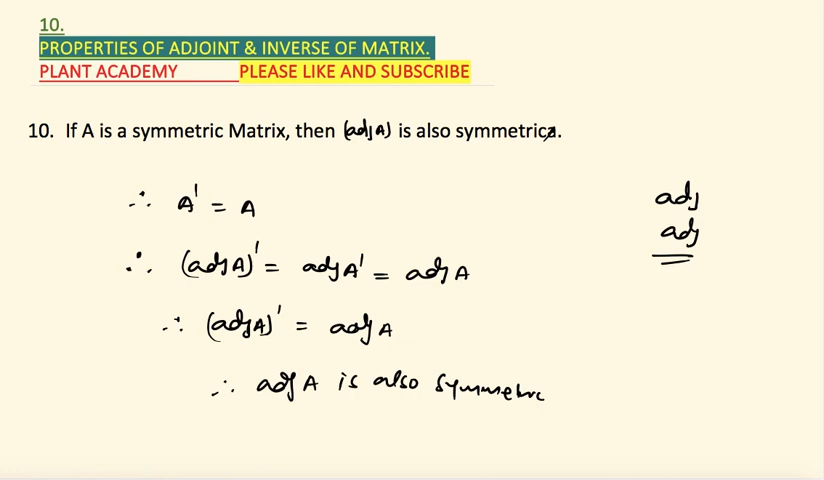 10.
PROPERTIES OF ADJOINT & INVERSE OF MATRIX.
PLANT ACADEMY PLEASE LIKE AND SUBSCRIBE
10. If A is a symmetric Matrix, then (adj A) is also symmetric.
∴ A' = A
∴ (adj A)' = adj A' = adj A
∴ (adj A)' = adj A
∴ adj A is also symmetric
adj
adj